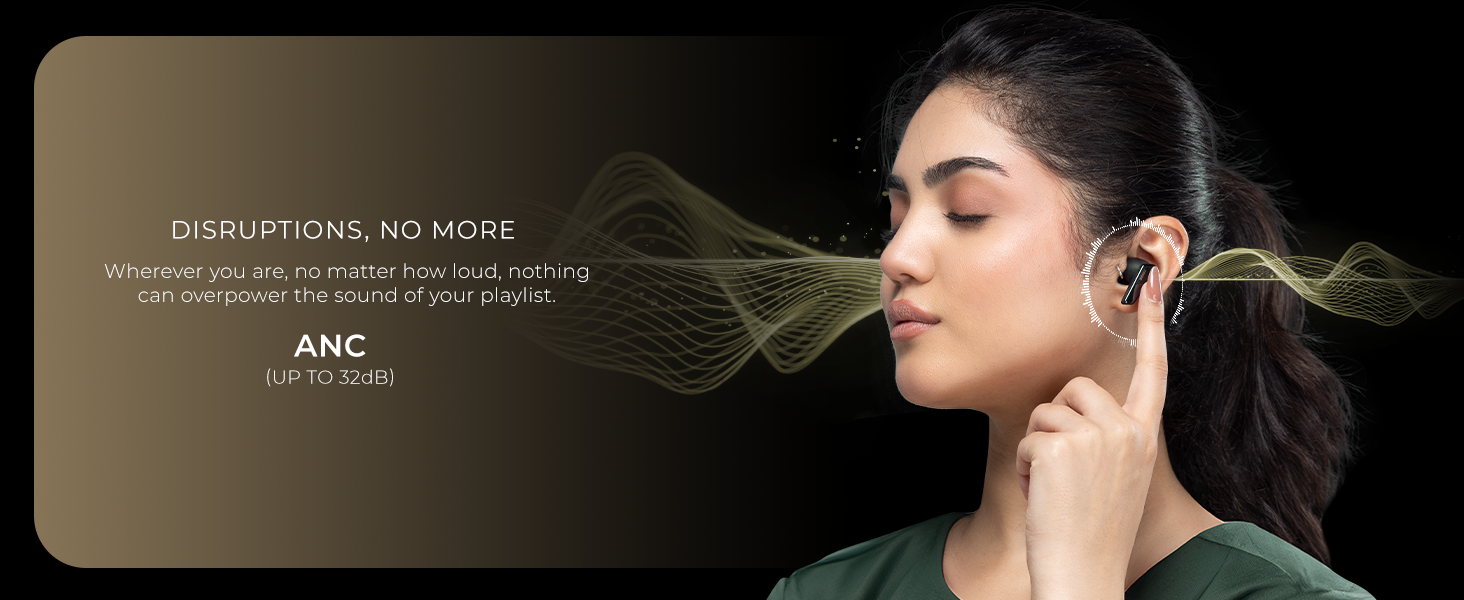 DISRUPTIONS, NO MORE
Wherever you are, no matter how loud, nothing
can overpower the sound of your playlist.
ANC
(UP TO 32dB)